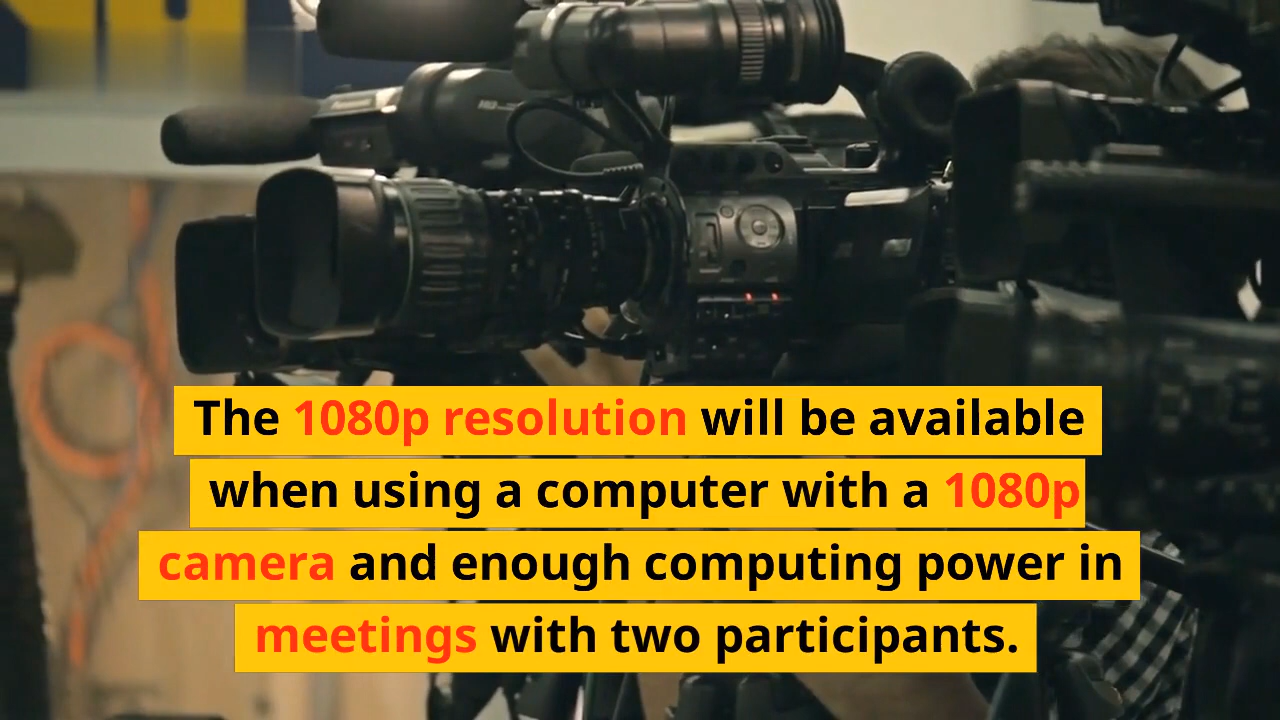 The 1080p resolution will be available
when using a computer with a 1080p
camera and enough computing power in
meetings with two participants.